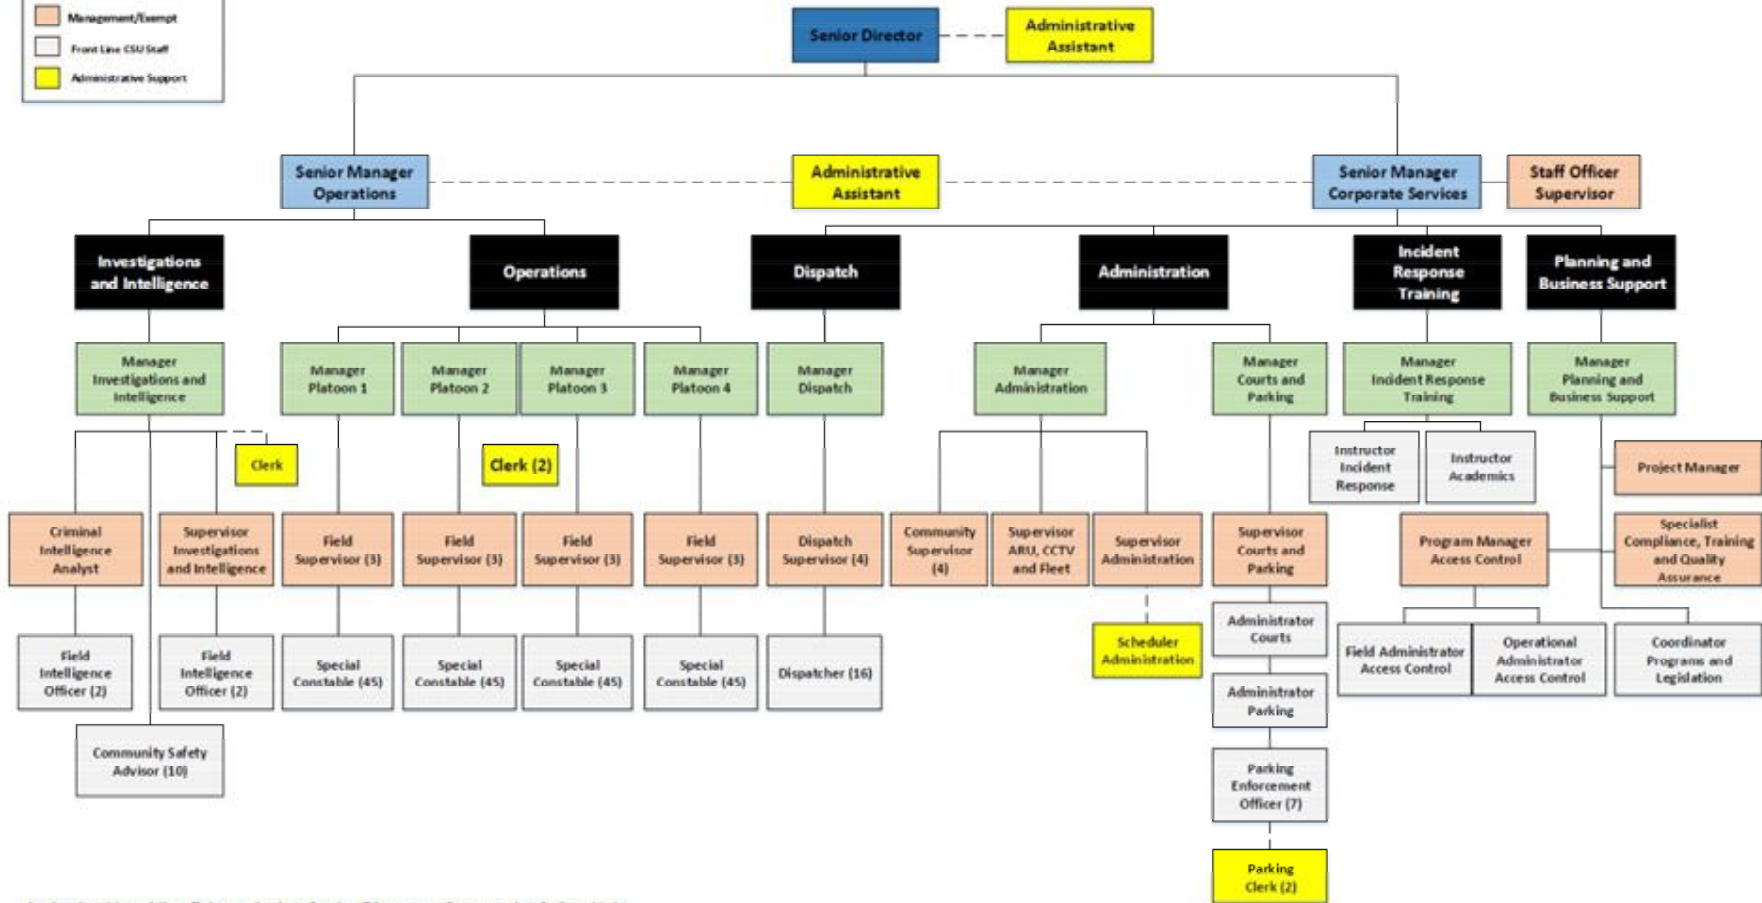 Management/Exempt
Front Line CSU Staff
Administrative Support
Senior Director
Administrative
Assistant
Senior Manager
Operations
Administrative
Assistant
Senior Manager
Corporate Services
Staff Officer
Supervisor
Investigations
and Intelligence
Operations
Dispatch
Administration
Incident
Response
Training
Planning and
Business Support
Manager
Investigations and
Intelligence
Manager
Platoon 1
Manager
Platoon 2
Manager
Platoon 3
Manager
Platoon 4
Manager
Dispatch
Manager
Administration
Manager
Courts and
Parking
Manager
Incident Response
Training
Manager
Planning and
Business Support
Clerk
Clerk (2)
Instructor
Incident
Response
Instructor
Academics
Project Manager
Criminal
Intelligence
Analyst
Supervisor
Investigations
and Intelligence
Field
Supervisor (3)
Field
Supervisor (3)
Field
Supervisor (3)
Field
Supervisor (3)
Dispatch
Supervisor (4)
Community
Supervisor
(4)
Supervisor
ARU, CCTV
and Fleet
Supervisor
Administration
Supervisor
Courts and
Parking
Program Manager
Access Control
Specialist
Compliance, Training
and Quality
Assurance
Field
Intelligence
Officer (2)
Field
Intelligence
Officer (2)
Special
Constable (45)
Special
Constable (45)
Special
Constable (45)
Special
Constable (45)
Dispatcher (16)
Scheduler
Administration
Administrator
Courts
Field Administrator
Access Control
Operational
Administrator
Access Control
Coordinator
Programs and
Legislation
Administrator
Parking
Community Safety
Advisor (10)
Parking
Enforcement
Officer (7)
Parking
Clerk (2)